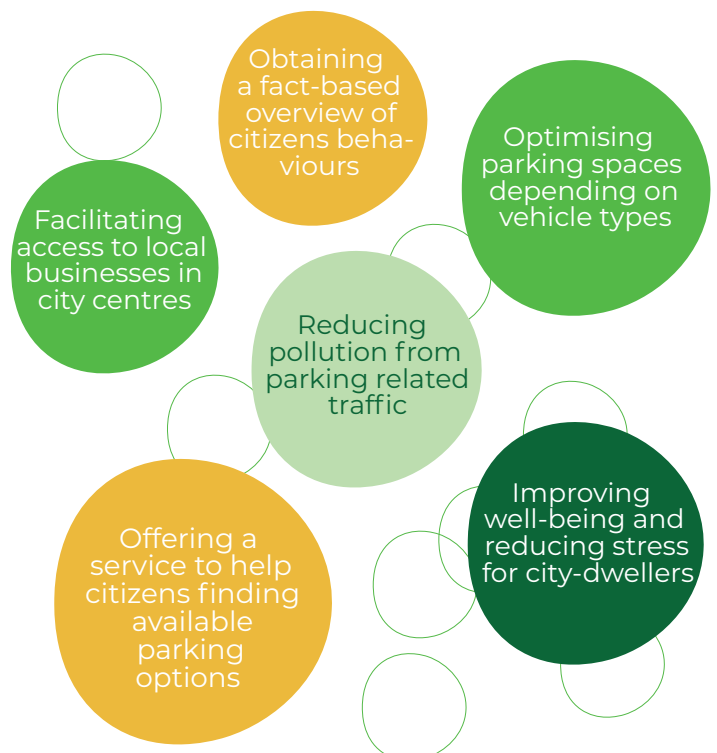 Obtaining
a fact-based
overview of
citizens beha-
viours
Optimising
parking spaces
depending on
vehicle types
Facilitating
access to local
businesses in
city centres
Reducing
pollution from
parking related
traffic
Improving
well-being and
reducing stress
for city-dwellers
Offering a
service to help
citizens finding
available
parking
options